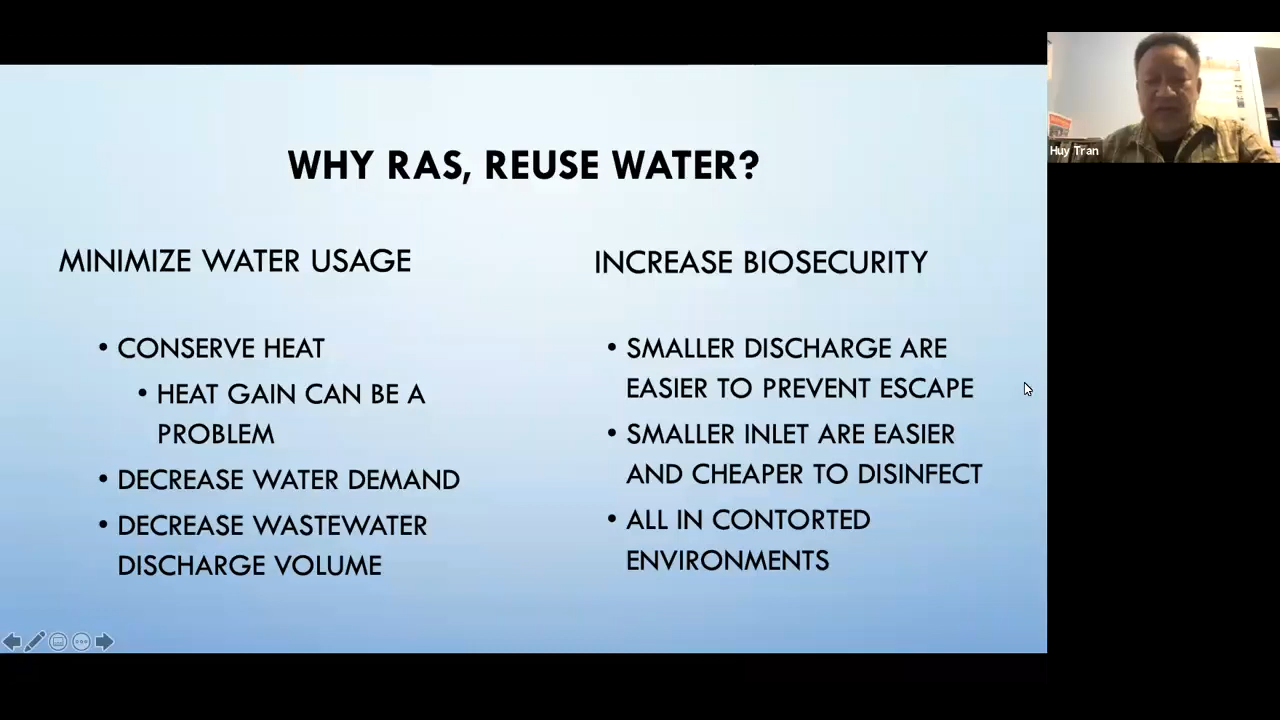 WHY RAS, REUSE WATER?
MINIMIZE WATER USAGE
• CONSERVE HEAT
• HEAT GAIN CAN BE A
PROBLEM
• DECREASE WATER DEMAND
• DECREASE WASTEWATER
DISCHARGE VOLUME
INCREASE BIOSECURITY
• SMALLER DISCHARGE ARE
EASIER TO PREVENT ESCAPE
• SMALLER INLET ARE EASIER
AND CHEAPER TO DISINFECT
• ALL IN CONTORTED
ENVIRONMENTS
Huy Tran